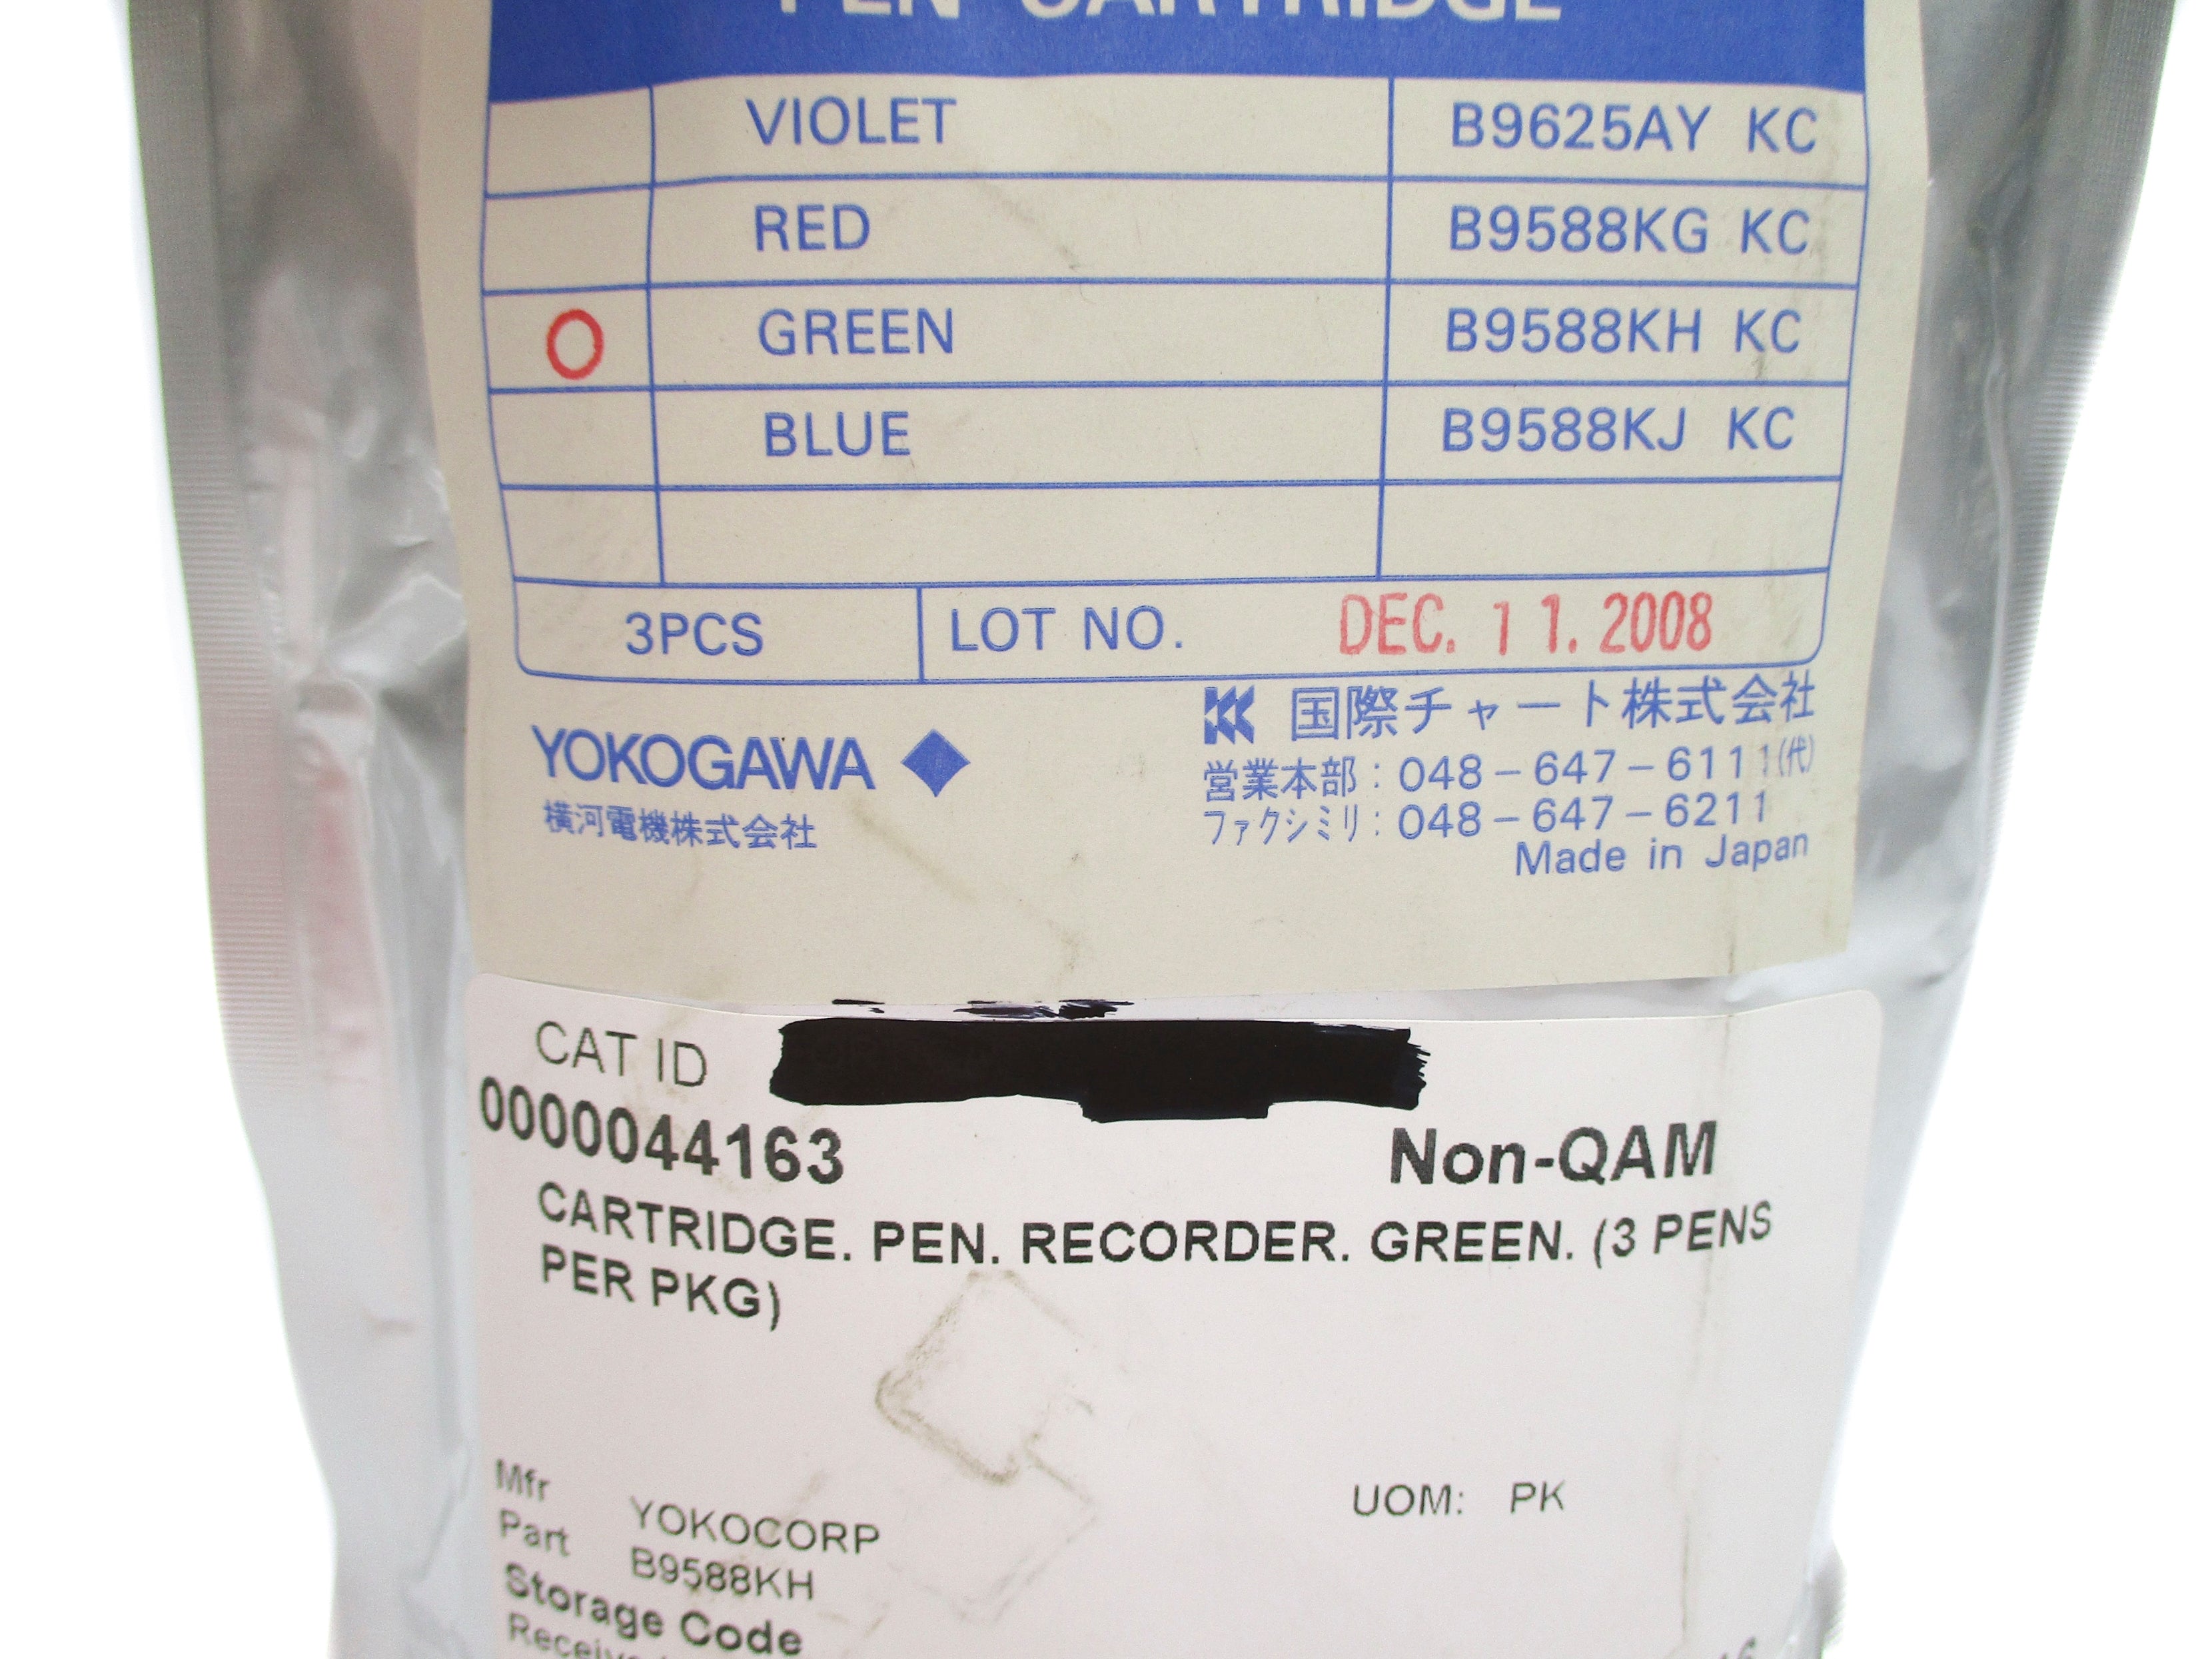 PEN CARTRIDGE
VIOLET B9625AY KC
RED B9588KG KC
O GREEN B9588KH KC
BLUE B9588KJ KC
3PCS LOT NO. DEC. 11. 2008
YOKOGAWA
横河電機株式会社
国際チャート株式会社
営業本部：048－647－6111(代)
ファクシミリ：048－647－6211
Made in Japan
CAT ID
0000044163
Non-QAM
CARTRIDGE. PEN. RECORDER. GREEN. (3 PENS
PER PKG)
Mfr YOKOCORP
UOM: PK
Part B9588KH
Storage Code